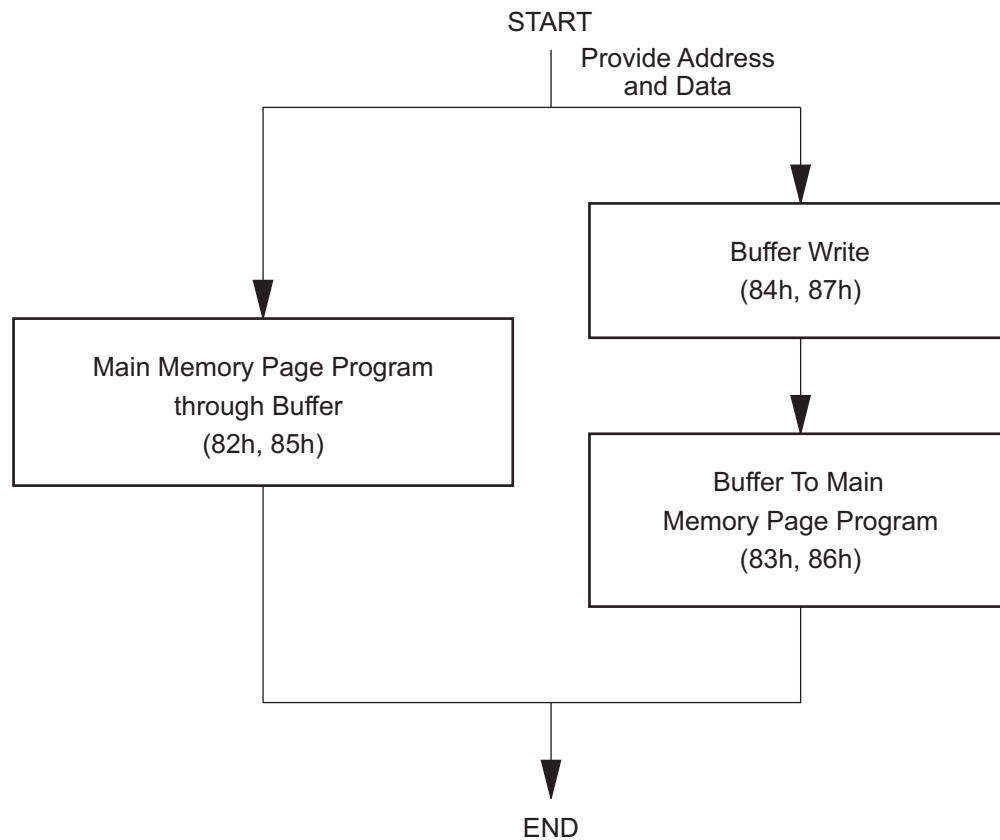 START
Provide Address
and Data
Buffer Write
(84h, 87h)
Main Memory Page Program
through Buffer
(82h, 85h)
Buffer To Main
Memory Page Program
(83h, 86h)
END